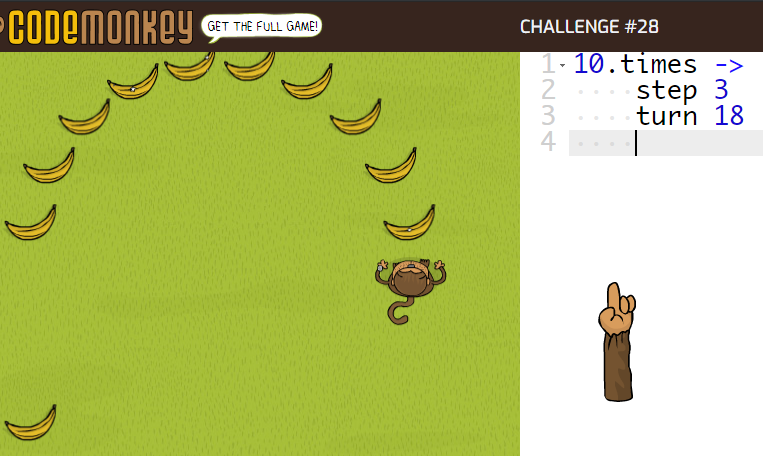 CODEMONKEY
GET THE FULL GAME!
CHALLENGE #28
1 10.times ->
2 step 3
3 turn 18
4